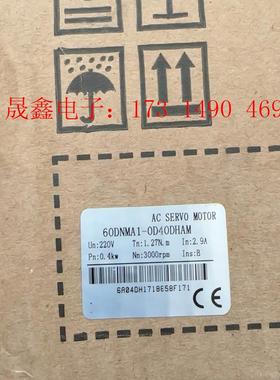 晟鑫电子：173 1490 469
AC SERVO MOTOR
60DNMA1-0D40DHAM
Un:220V Tn:1.27N.m In:2.9A
Pn:0.4kw Nn:3000rpm Ins:B
6A04DH171865BF171
CE